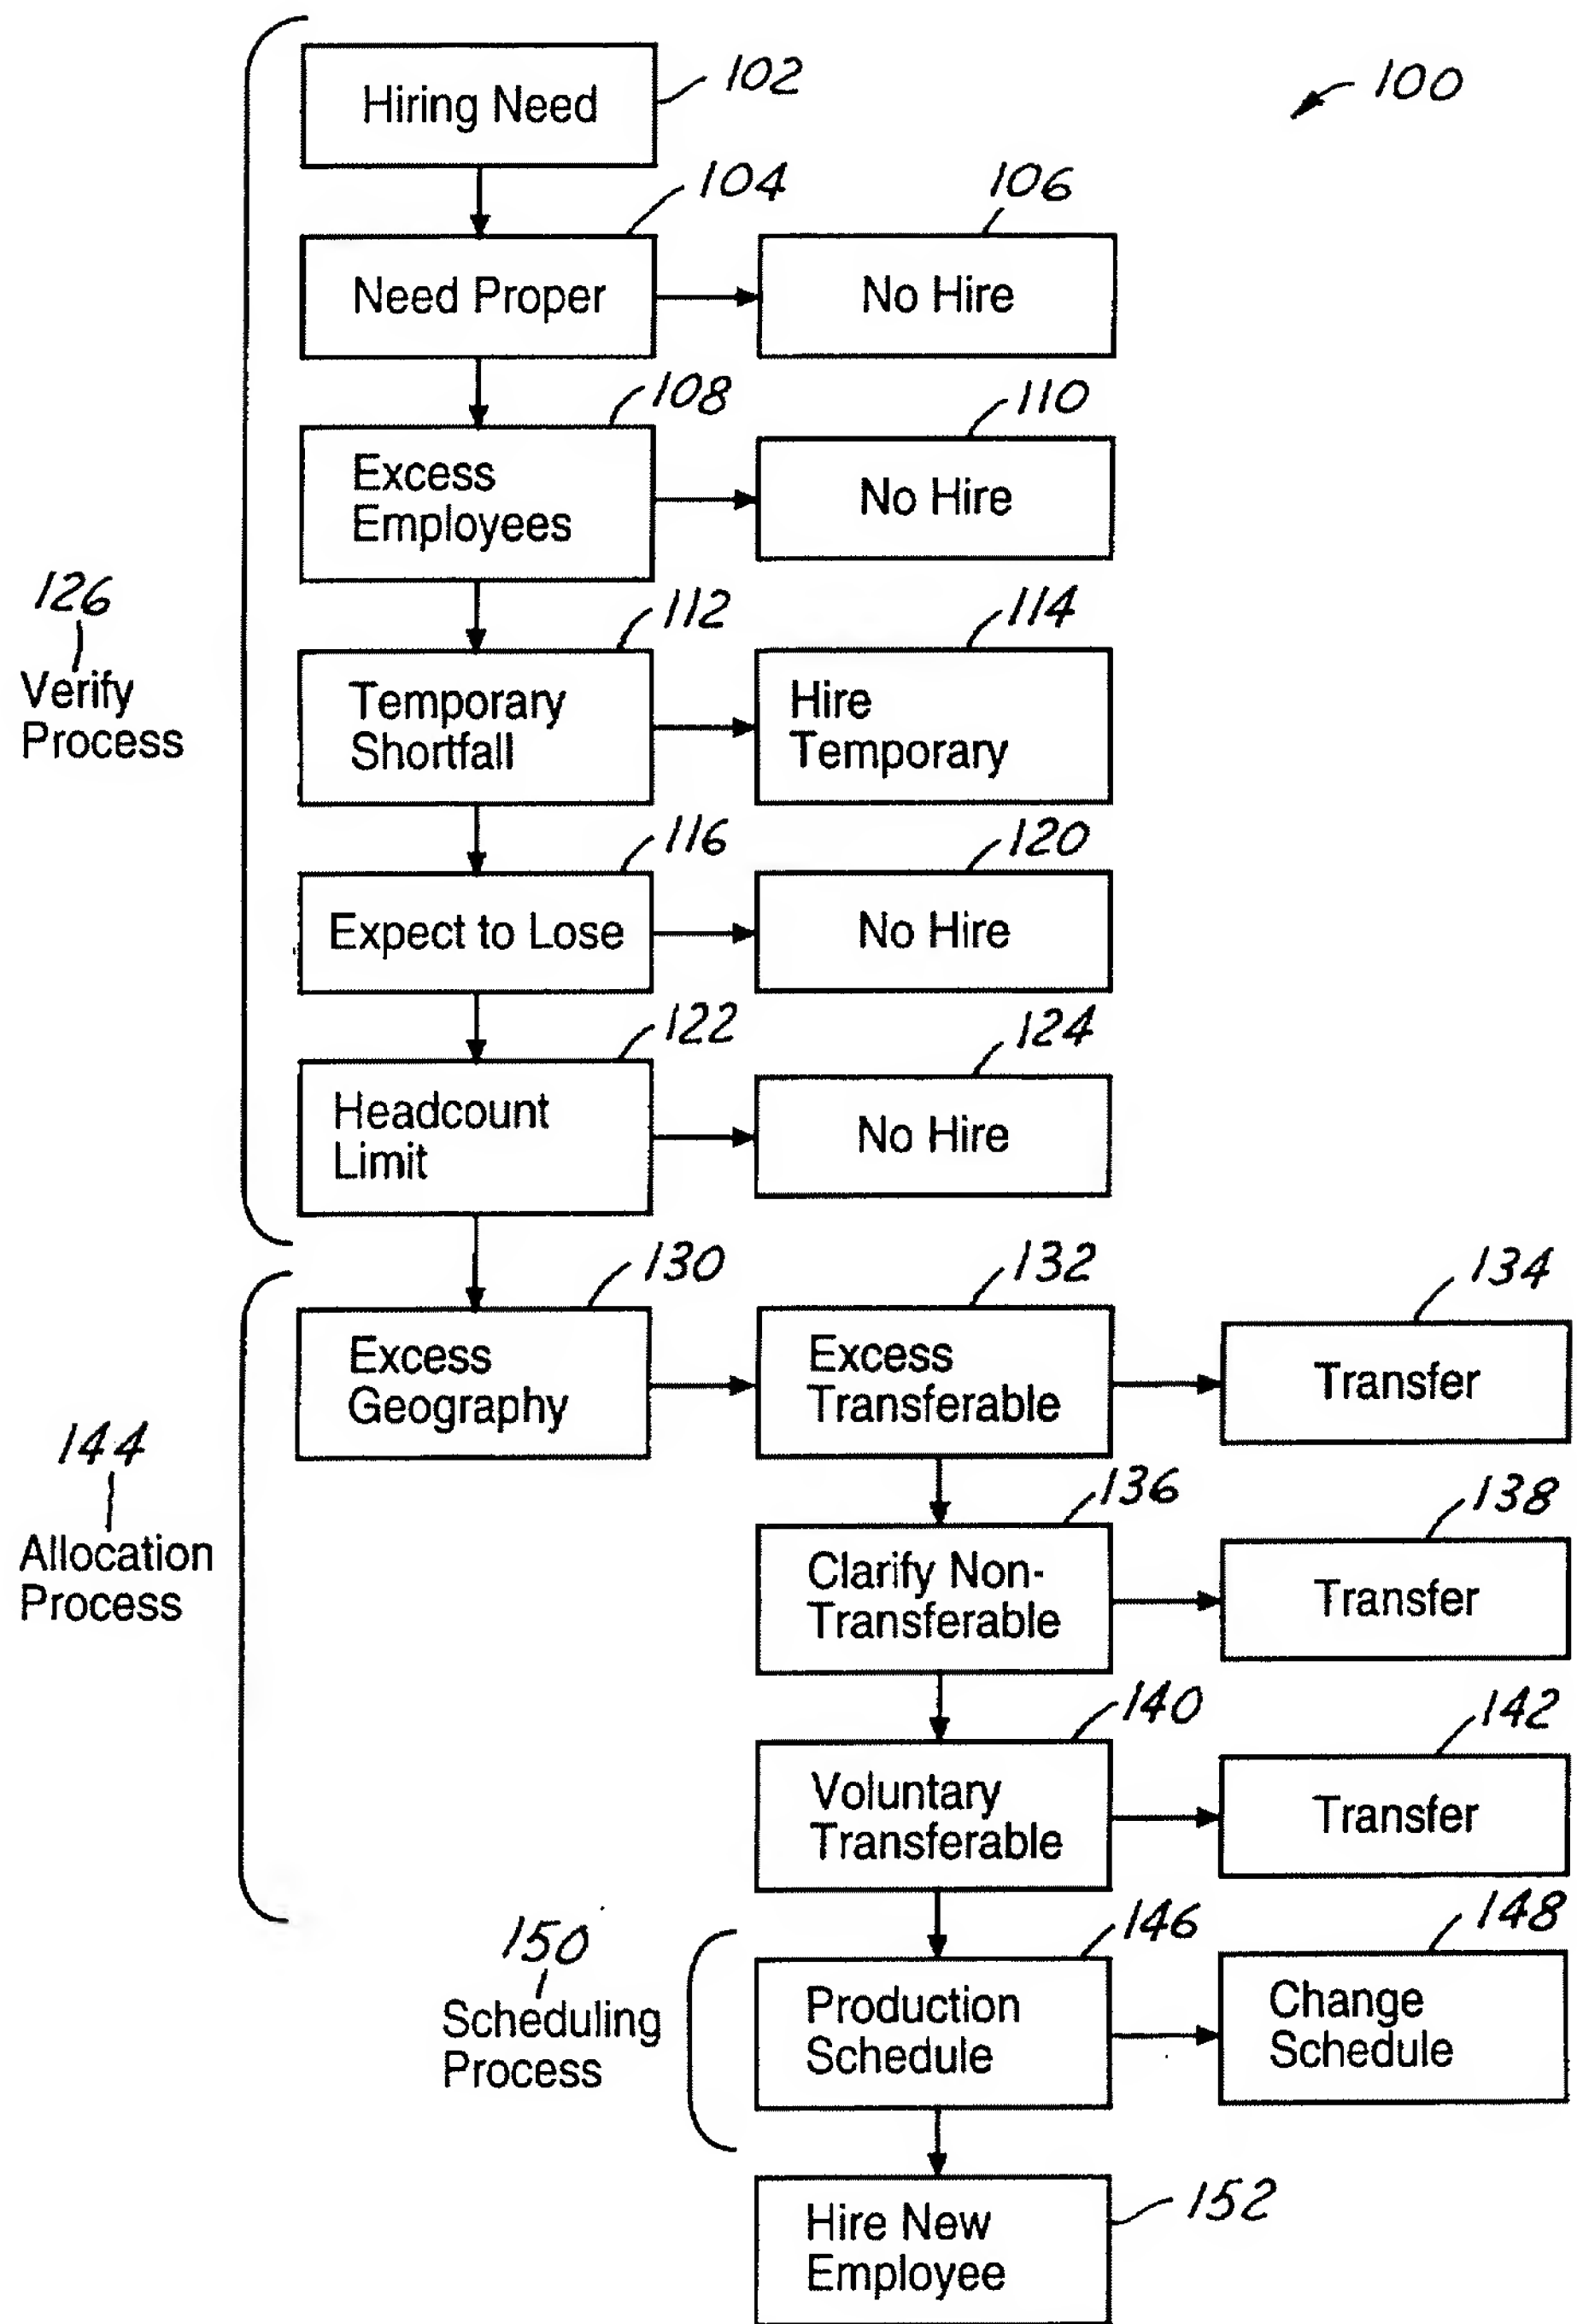 102
Hiring Need
100
104
106
Need Proper
No Hire
108
110
Excess
Employees
No Hire
126
Verify
Process
112
114
Temporary
Shortfall
Hire
Temporary
116
120
Expect to Lose
No Hire
122
124
Headcount
Limit
No Hire
130
132
134
Excess
Geography
Excess
Transferable
Transfer
144
Allocation
Process
136
138
Clarify Non-
Transferable
Transfer
140
142
Voluntary
Transferable
Transfer
150
Scheduling
Process
146
148
Production
Schedule
Change
Schedule
152
Hire New
Employee